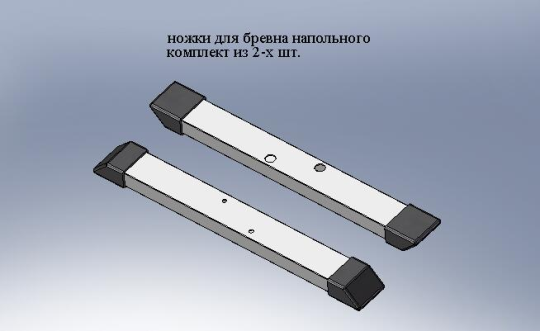 ножки для бревна напольного
комплект из 2-х шт.